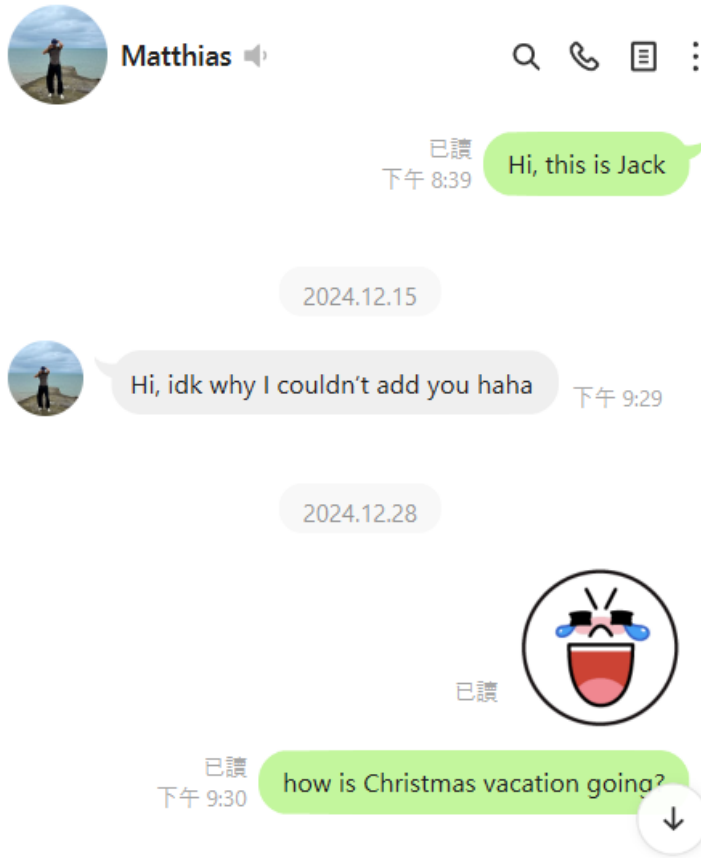 Matthias
已讀
下午 8:39
Hi, this is Jack
2024.12.15
Hi, idk why I couldn't add you haha
下午 9:29
2024.12.28
已讀
已讀
下午 9:30
how is Christmas vacation going?